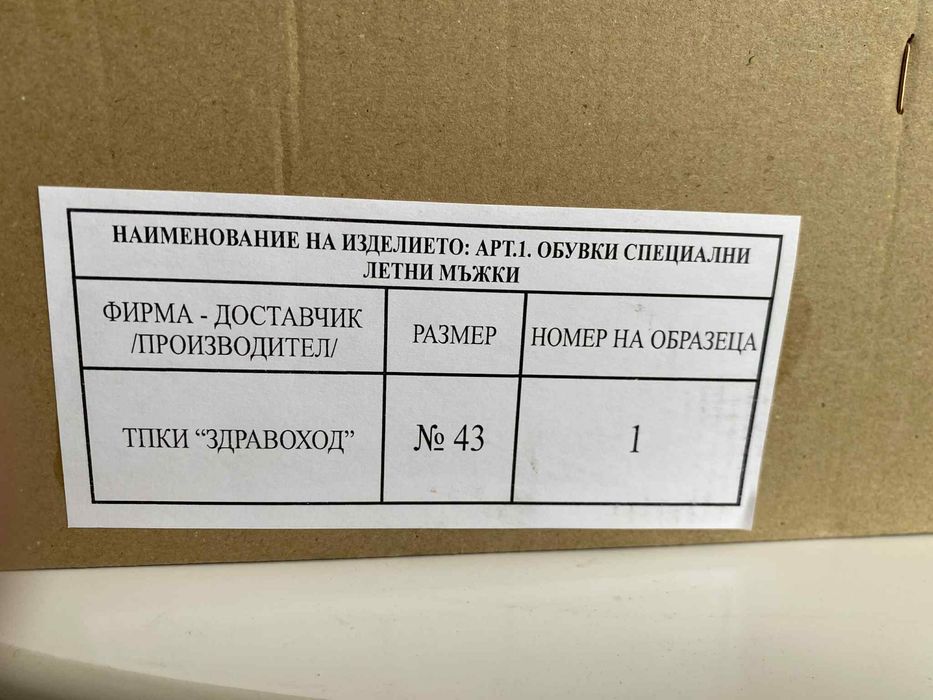 НАИМЕНОВАНИЕ НА ИЗДЕЛИЕТО: АРТ.1. ОБУВКИ СПЕЦИАЛНИ
ЛЕТНИ МЪЖКИ
ФИРМА - ДОСТАВЧИК
/ПРОИЗВОДИТЕЛ/
РАЗМЕР
НОМЕР НА ОБРАЗЕЦА
ТПКИ “ЗДРАВОХОД”
№ 43
1